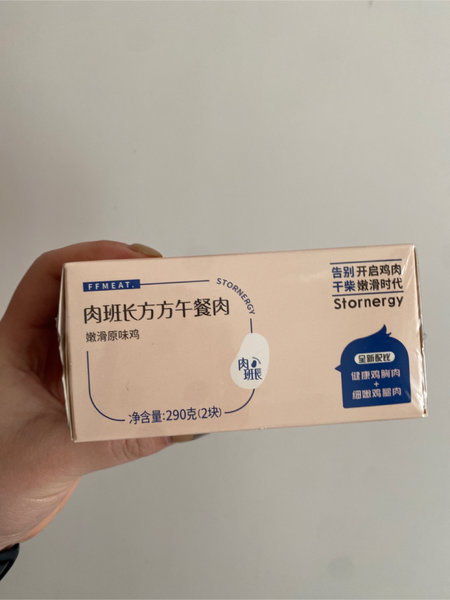 FFMEAT.
STORNERGY
肉班长方方午餐肉
嫩滑原味鸡
肉
班长
净含量:290克(2块)
告别 开启鸡肉
干柴 嫩滑时代
Stornergy
全新配比
健康鸡胸肉
+
细嫩鸡腿肉